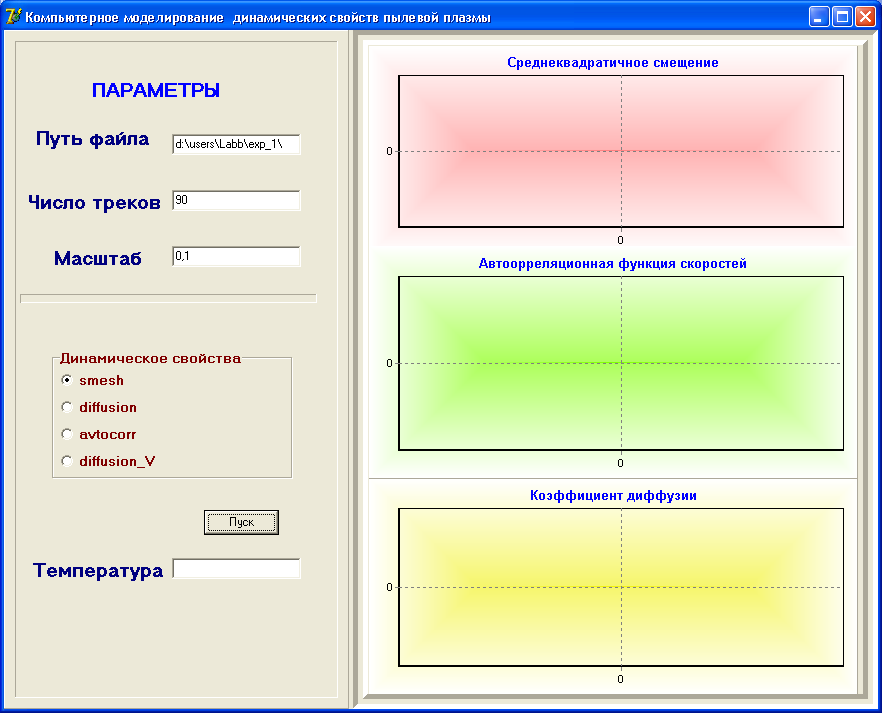 Компьютерное моделирование динамических свойств пылевой плазмы
ПАРАМЕТРЫ
Путь файла
d:\users\Labb\exp_1\
Число треков
90
Масштаб
0,1
Динамическое свойства
smesh
diffusion
avtocorr
diffusion_V
Пуск
Температура
Среднеквадратичное смещение
0
0
Автоорреляционная функция скоростей
0
0
Коэффициент диффузии
0
0